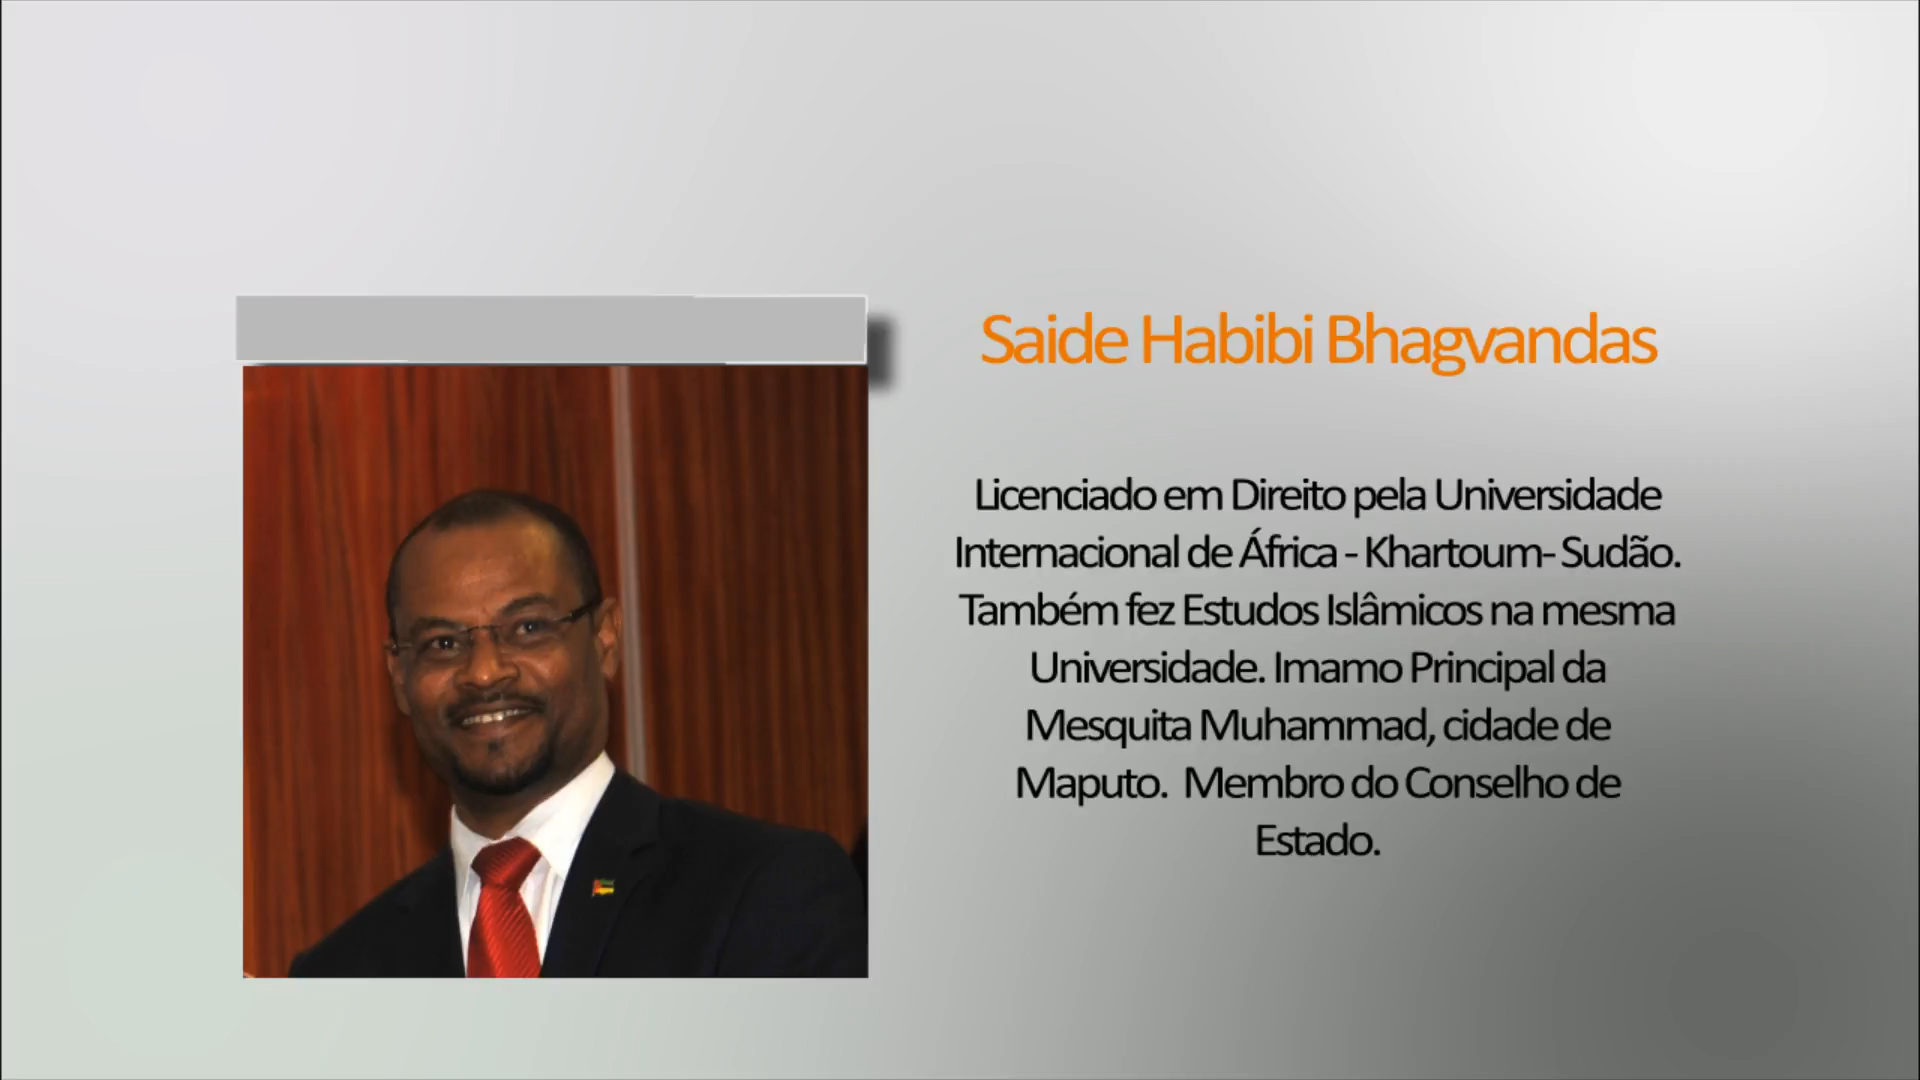 Saide Habibi Bhagvandas
Licenciado em Direito pela Universidade
Internacional de África - Khartoum- Sudão.
Também fez Estudos Islâmicos na mesma
Universidade. Imamo Principal da
Mesquita Muhammad, cidade de
Maputo.  Membro do Conselho de
Estado.